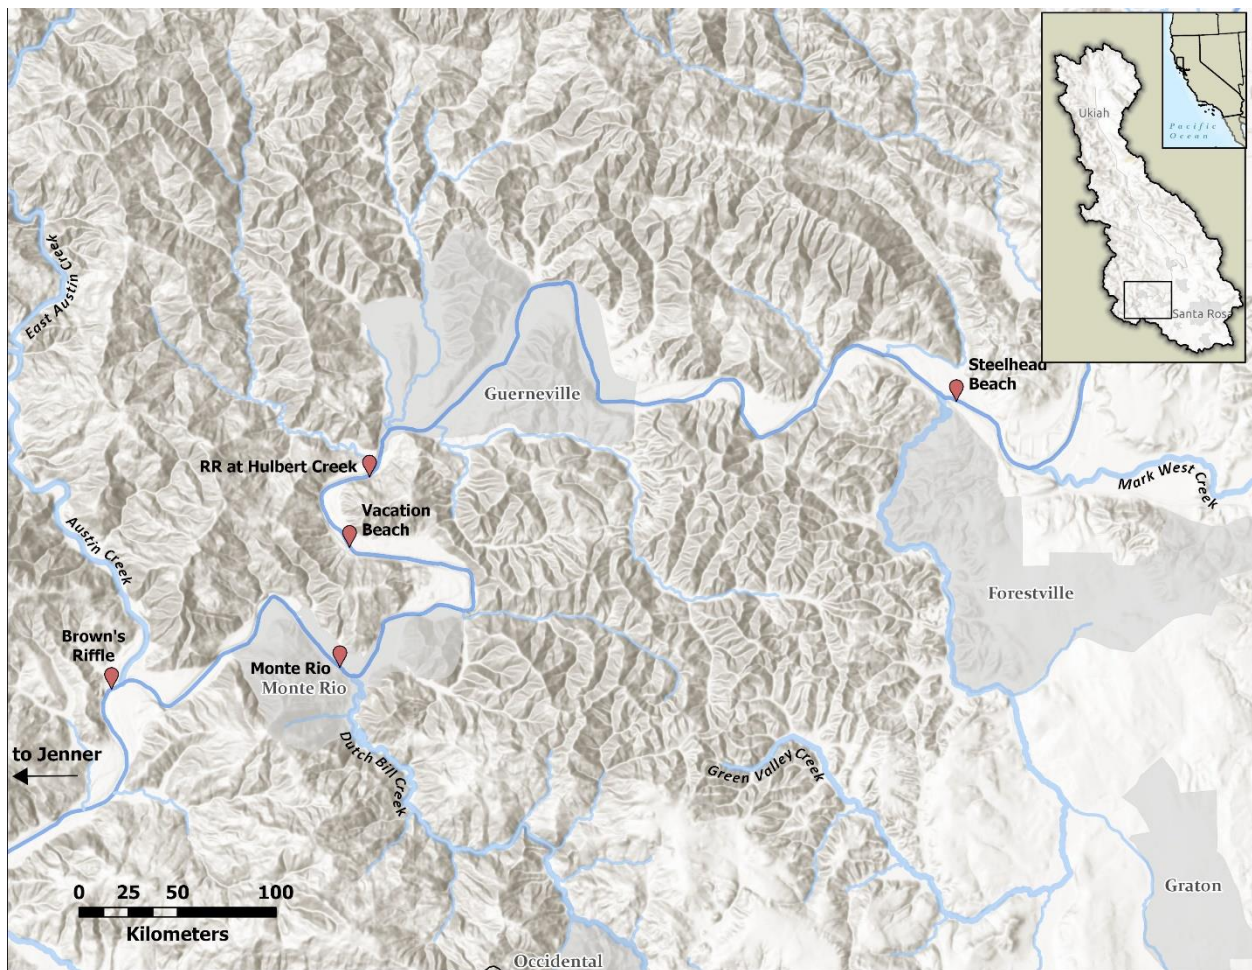 Ukiah
Pacific
Ocean
Santa Rosa
East Austin Creek
Steelhead
Beach
Guerneville
RR at Hulbert Creek
Mark West Creek
Vacation
Beach
Austin Creek
Forestville
Brown's
Riffle
Monte Rio
Monte Rio
to Jenner
Dutch Bill Creek
Green Valley Creek
0 25 50 100
Kilometers
Graton
Occidental